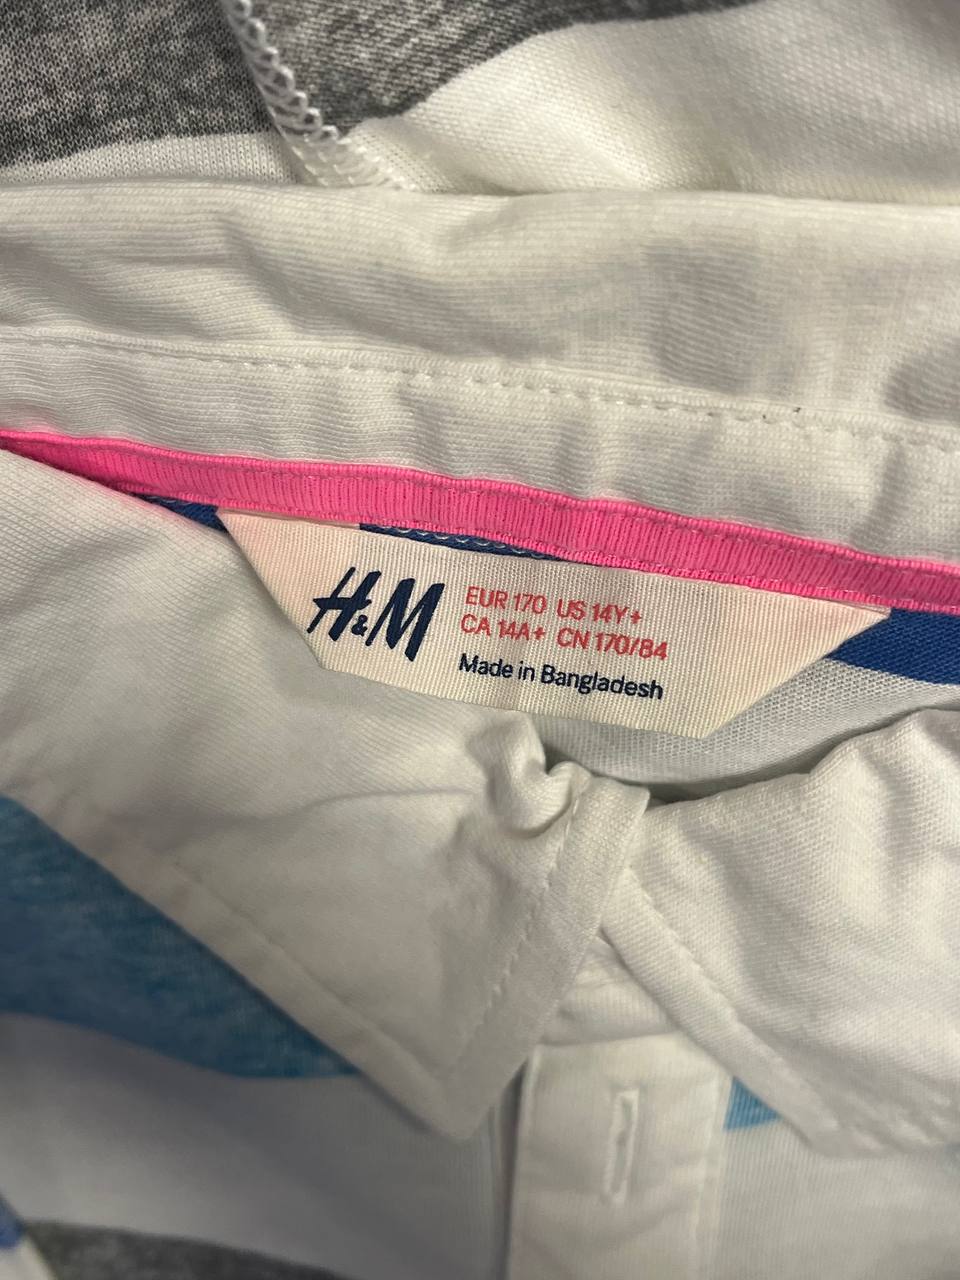 H&M
EUR 170 US 14Y+
CA 14A+ CN 170/84
Made in Bangladesh